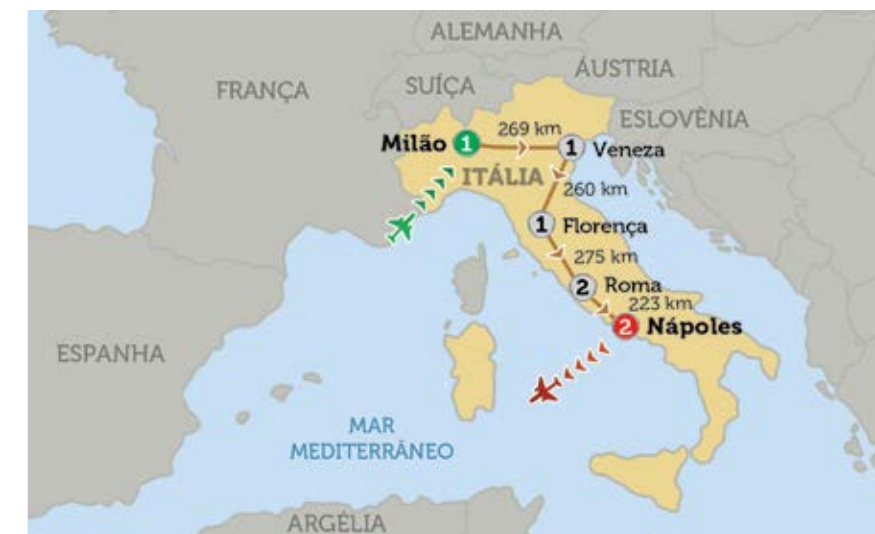 ALEMANHA
ÁUSTRIA
FRANÇA
SUÍÇA
ESLOVÊNIA
Milão 1
269 km
1 Veneza
ITÁLIA
260 km
1 Florença
275 km
2 Roma
223 km
2 Nápoles
ESPANHA
MAR
MEDITERRÂNEO
ARGÉLIA